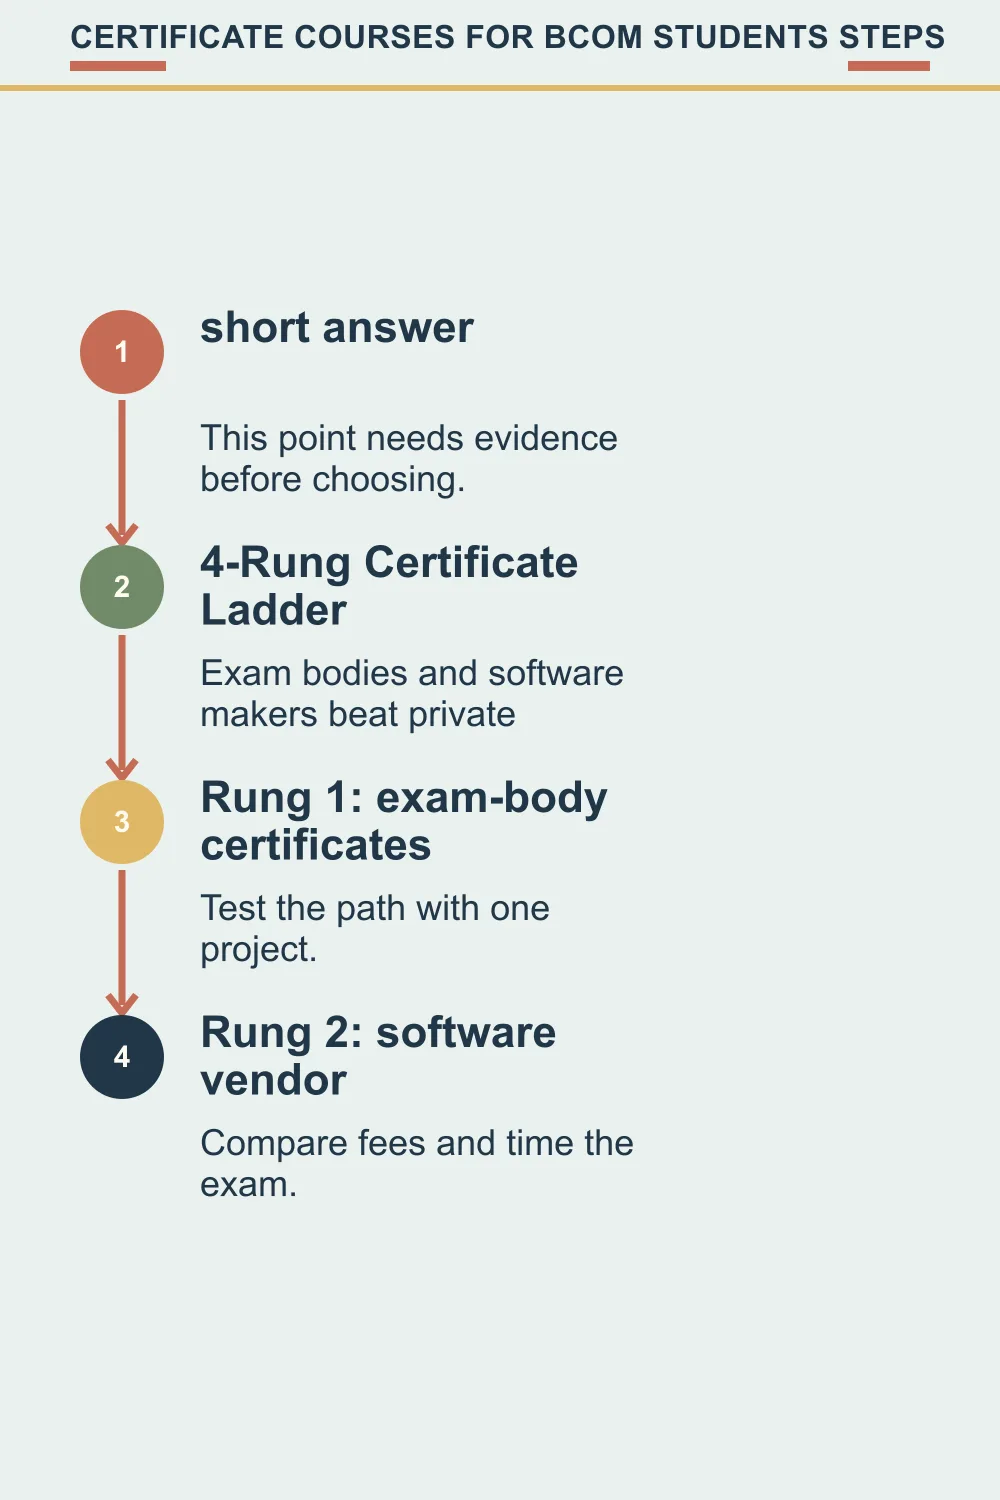 CERTIFICATE COURSES FOR BCOM STUDENTS STEPS
1
short answer
This point needs evidence
before choosing.
2
4-Rung Certificate
Ladder
Exam bodies and software
makers beat private
3
Rung 1: exam-body
certificates
Test the path with one
project.
4
Rung 2: software
vendor
Compare fees and time the
exam.